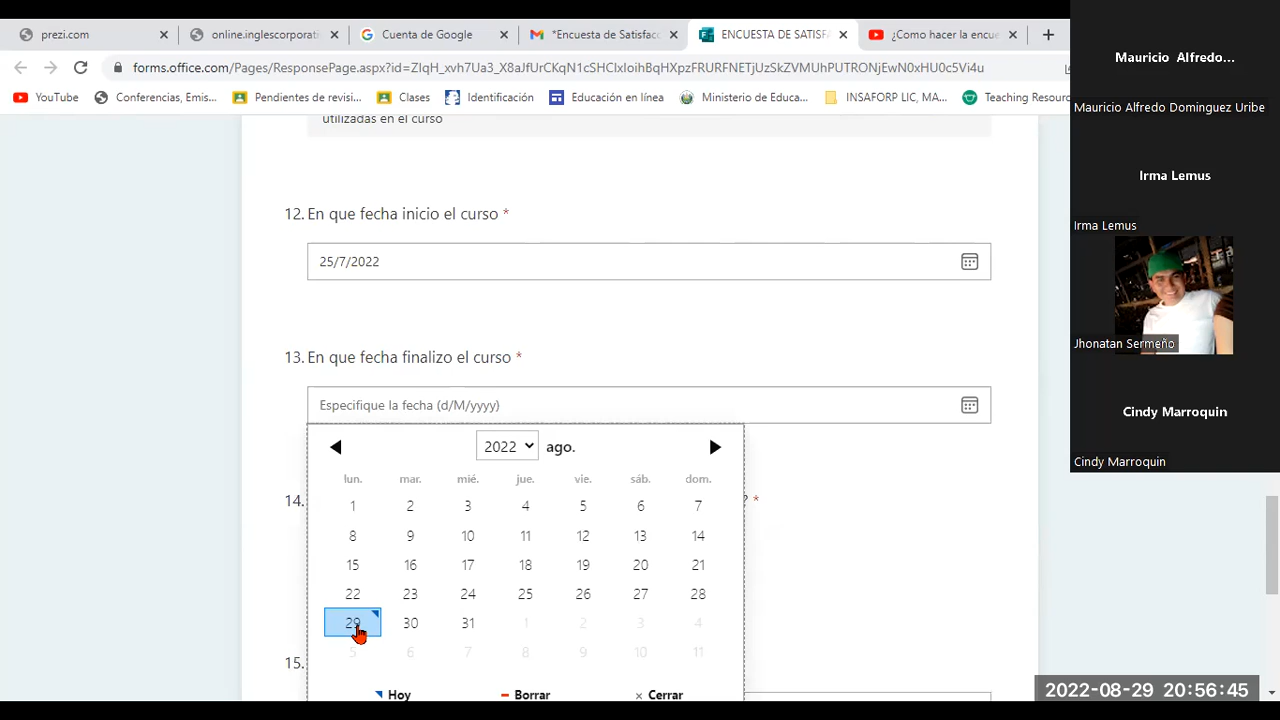 prezi.com
online.inglescorporati
Cuenta de Google
*Encuesta de Satisfacc
ENCUESTA DE SATISFA
¿Como hacer la encue
forms.office.com/Pages/ResponsePage.aspx?id=ZIqH_xvh7Ua3_X8aJfUrCKqN1cSHClxIoihBqHXpzFRURFNETjUzSkZVMUhPUTRONjEwN0xHU0c5Vi4u
YouTube
Conferencias, Emis...
Pendientes de revisi...
Clases
Identificación
Educación en línea
Ministerio de Educa...
INSAFORP LIC, MA...
Teaching Resourc
utilizadas en el curso
12. En que fecha inicio el curso *
25/7/2022
13. En que fecha finalizo el curso *
Especifique la fecha (d/M/yyyy)
2022 ago.
lun. mar. mié. jue. vie. sáb. dom.
1 2 3 4 5 6 7
8 9 10 11 12 13 14
15 16 17 18 19 20 21
22 23 24 25 26 27 28
29 30 31 1 2 3 4
5 6 7 8 9 10 11
Hoy Borrar Cerrar
14. ? *
15.
Mauricio Alfredo...
Mauricio Alfredo Dominguez Uribe
Irma Lemus
Irma Lemus
Jhonatan Sermeño
Cindy Marroquin
Cindy Marroquin
2022-08-29 20:56:45